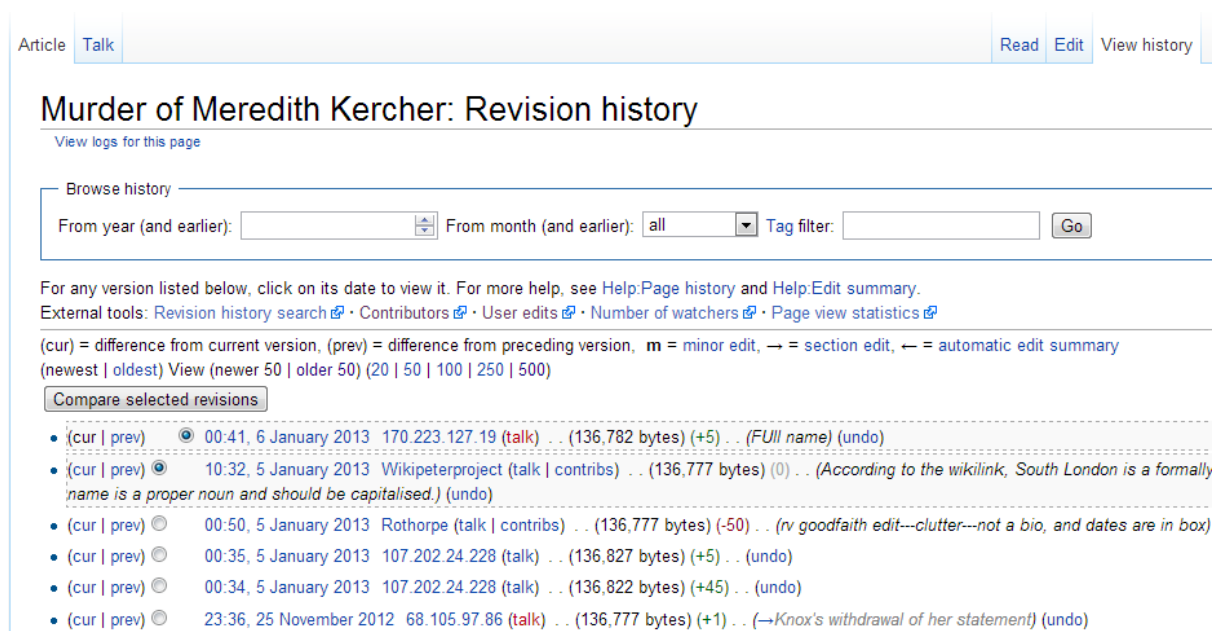 Article Talk Read Edit View history
Murder of Meredith Kercher: Revision history
View logs for this page
Browse history
From year (and earlier): From month (and earlier): all Tag filter: Go
For any version listed below, click on its date to view it. For more help, see Help:Page history and Help:Edit summary.
External tools: Revision history search · Contributors · User edits · Number of watchers · Page view statistics
(cur) = difference from current version, (prev) = difference from preceding version, m = minor edit, → = section edit, ← = automatic edit summary
(newest | oldest) View (newer 50 | older 50) (20 | 50 | 100 | 250 | 500)
Compare selected revisions
• (cur | prev) 00:41, 6 January 2013 170.223.127.19 (talk) . . (136,782 bytes) (+5) . . (FUll name) (undo)
• (cur | prev) 10:32, 5 January 2013 Wikipeterproject (talk | contribs) . . (136,777 bytes) (0) . . (According to the wikilink, South London is a formally
name is a proper noun and should be capitalised.) (undo)
• (cur | prev) 00:50, 5 January 2013 Rothorpe (talk | contribs) . . (136,777 bytes) (-50) . . (rv goodfaith edit---clutter---not a bio, and dates are in box)
• (cur | prev) 00:35, 5 January 2013 107.202.24.228 (talk) . . (136,827 bytes) (+5) . . (undo)
• (cur | prev) 00:34, 5 January 2013 107.202.24.228 (talk) . . (136,822 bytes) (+45) . . (undo)
• (cur | prev) 23:36, 25 November 2012 68.105.97.86 (talk) . . (136,777 bytes) (+1) . . (→Knox's withdrawal of her statement) (undo)